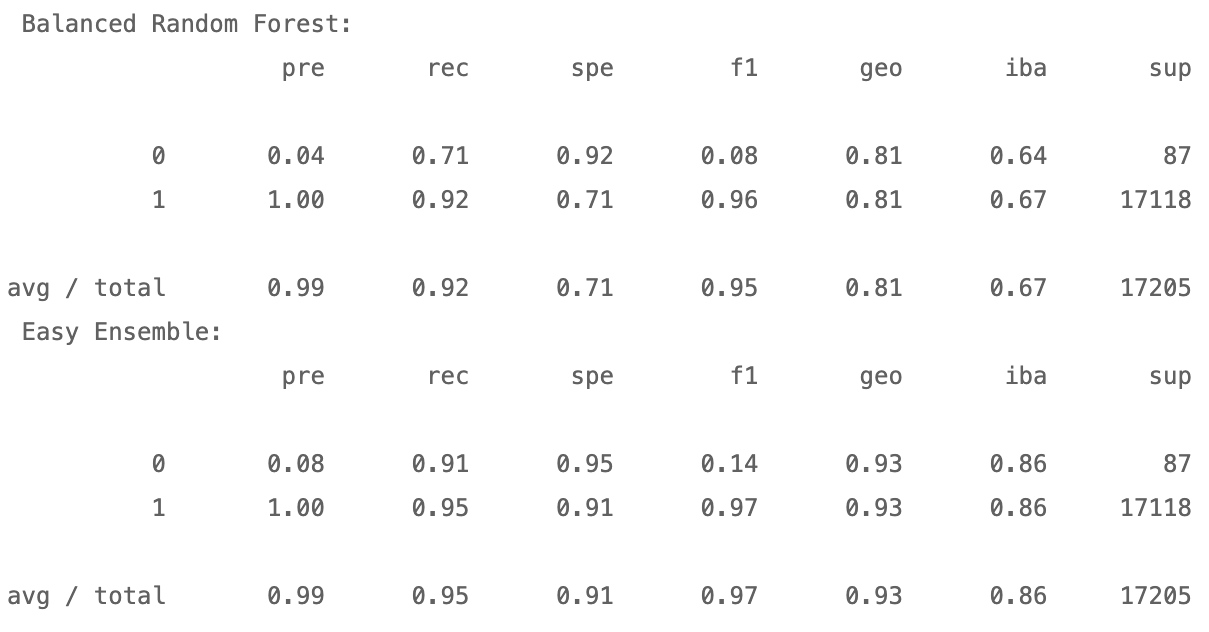 Balanced Random Forest:
pre rec spe f1 geo iba sup
0 0.04 0.71 0.92 0.08 0.81 0.64 87
1 1.00 0.92 0.71 0.96 0.81 0.67 17118
avg / total 0.99 0.92 0.71 0.95 0.81 0.67 17205
Easy Ensemble:
pre rec spe f1 geo iba sup
0 0.08 0.91 0.95 0.14 0.93 0.86 87
1 1.00 0.95 0.91 0.97 0.93 0.86 17118
avg / total 0.99 0.95 0.91 0.97 0.93 0.86 17205